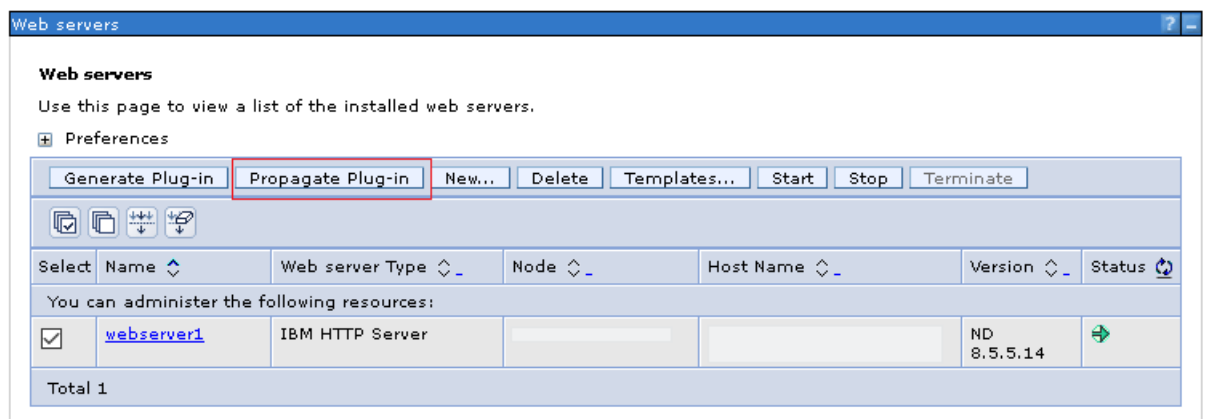 Web servers ? –
Web servers
Use this page to view a list of the installed web servers.
+ Preferences
Generate Plug-in Propagate Plug-in New... Delete Templates... Start Stop Terminate
Select Name Web server Type Node Host Name Version Status
You can administer the following resources:
webserver1 IBM HTTP Server ND
8.5.5.14
Total 1